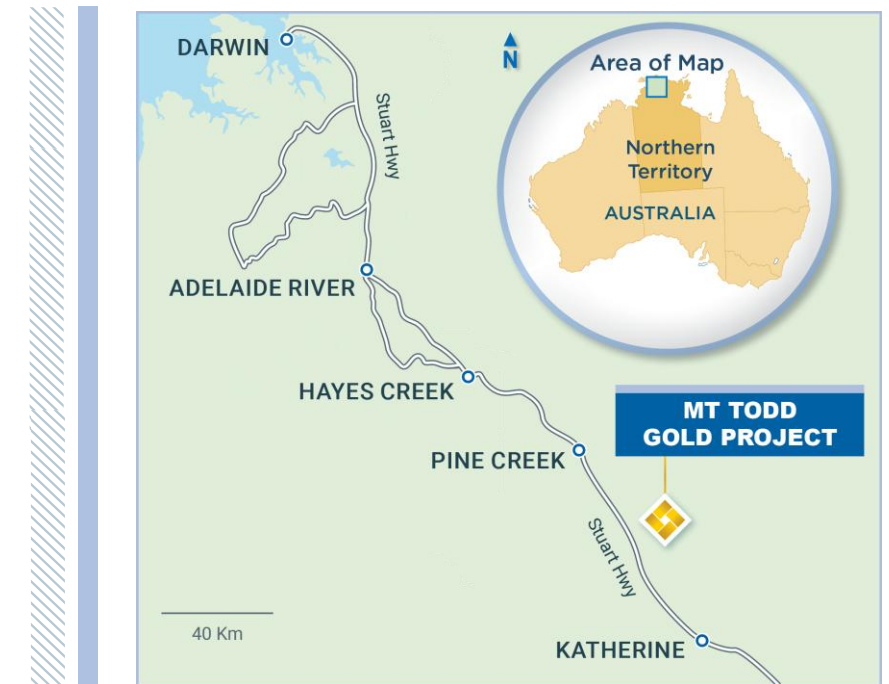 DARWIN
N
Area of Map
Stuart Hwy
Northern
Territory
AUSTRALIA
ADELAIDE RIVER
HAYES CREEK
MT TODD
GOLD PROJECT
PINE CREEK
Stuart Hwy
40 Km
KATHERINE